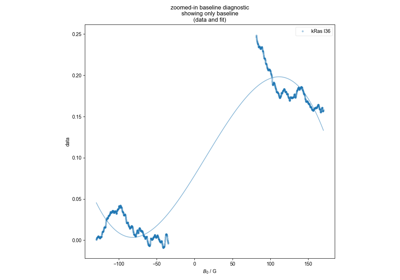 zoomed-in baseline diagnostic
showing only baseline
(data and fit)
kRas I36
0.25
0.20
0.15
0.10
0.05
0.00
data
−100
−50
0
50
100
150
B₀ / G